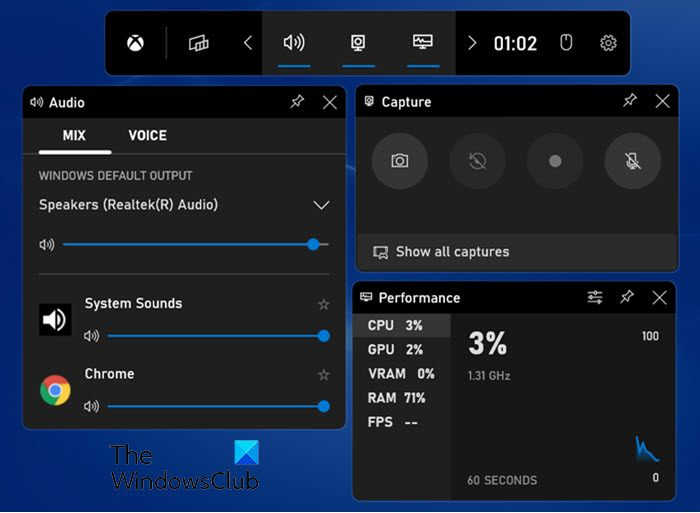 01:02
Audio
MIX VOICE
WINDOWS DEFAULT OUTPUT
Speakers (Realtek(R) Audio)
System Sounds
Chrome
Capture
Show all captures
Performance
CPU 3%
GPU 2%
VRAM 0%
RAM 71%
FPS --
3%
100
1.31 GHz
60 SECONDS
0
The
WindowsClub